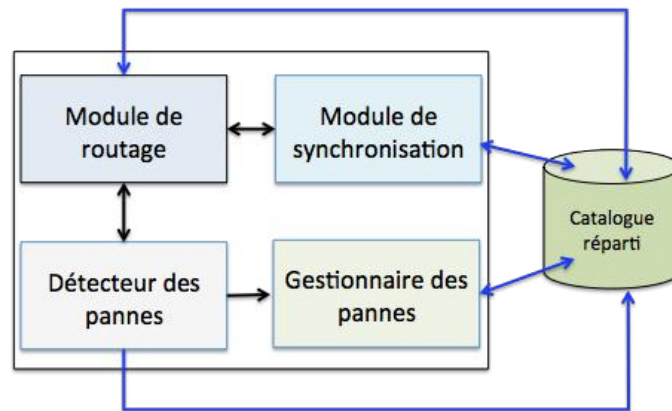 Module de
routage
Module de
synchronisation
Catalogue
réparti
Détecteur des
pannes
Gestionnaire des
pannes